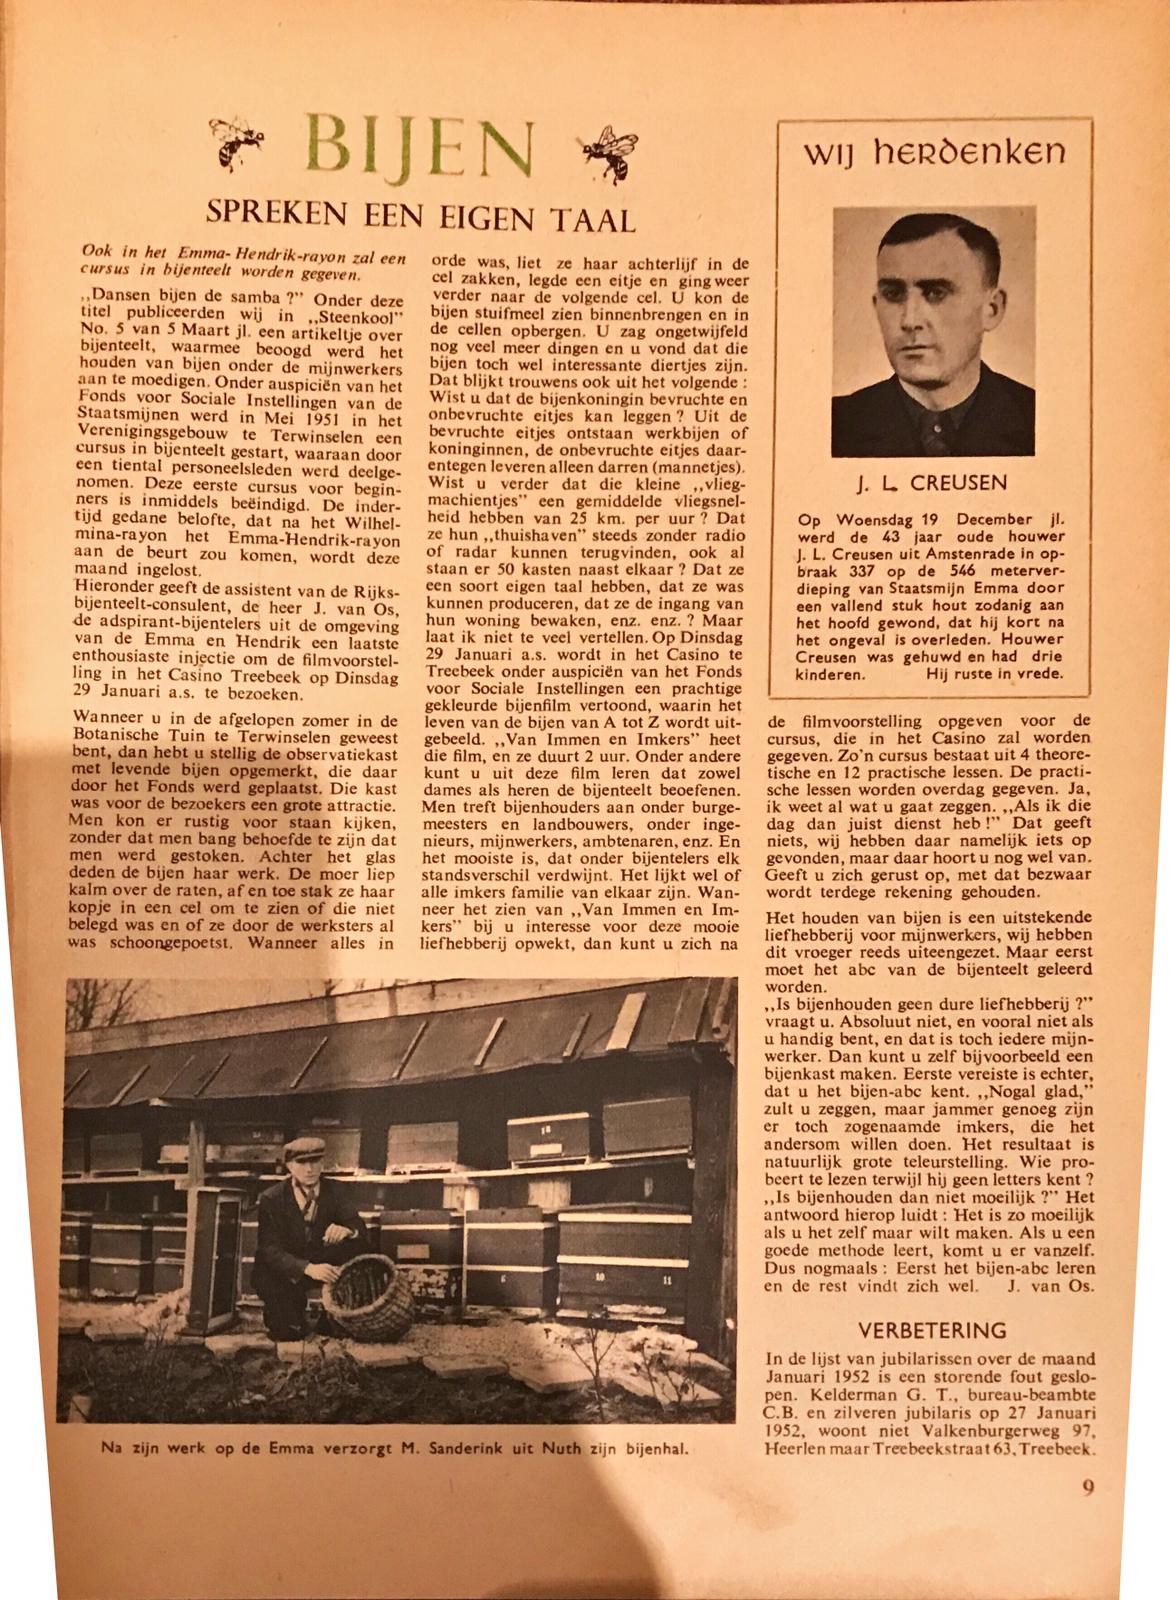 BIJEN
SPREKEN EEN EIGEN TAAL
Ook in het Emma-Hendrik-rayon zal een
cursus in bijenteelt worden gegeven.
,,Dansen bijen de samba ?" Onder deze
titel publiceerden wij in ,,Steenkool"
No. 5 van 5 Maart jl. een artikeltje over
bijenteelt, waarmee beoogd werd het
houden van bijen onder de mijnwerkers
aan te moedigen. Onder auspiciën van het
Fonds voor Sociale Instellingen van de
Staatsmijnen werd in Mei 1951 in het
Verenigingsgebouw te Terwinselen een
cursus in bijenteelt gestart, waaraan door
een tiental personeelsleden werd deelge-
nomen. Deze eerste cursus voor begin-
ners is inmiddels beëindigd. De inder-
tijd gedane belofte, dat na het Wilhel-
mina-rayon het Emma-Hendrik-rayon
aan de beurt zou komen, wordt deze
maand ingelost.
Hieronder geeft de assistent van de Rijks-
bijenteelt-consulent, de heer J. van Os,
de adspirant-bijentelers uit de omgeving
van de Emma en Hendrik een laatste
enthousiaste injectie om de filmvoorstel-
ling in het Casino Treebeek op Dinsdag
29 Januari a.s. te bezoeken.
Wanneer u in de afgelopen zomer in de
Botanische Tuin te Terwinselen geweest
bent, dan hebt u stellig de observatiekast
met levende bijen opgemerkt, die daar
door het Fonds werd geplaatst. Die kast
was voor de bezoekers een grote attractie.
Men kon er rustig voor staan kijken,
zonder dat men bang behoefde te zijn dat
men werd gestoken. Achter het glas
deden de bijen haar werk. De moer liep
kalm over de raten, af en toe stak ze haar
kopje in een cel om te zien of die niet
belegd was en of ze door de werksters al
was schoongepoetst. Wanneer alles in
orde was, liet ze haar achterlijf in de
cel zakken, legde een eitje en ging weer
verder naar de volgende cel. U kon de
bijen stuifmeel zien binnenbrengen en in
de cellen opbergen. U zag ongetwijfeld
nog veel meer dingen en u vond dat die
bijen toch wel interessante diertjes zijn.
Dat blijkt trouwens ook uit het volgende :
Wist u dat de bijenkoningin bevruchte en
onbevruchte eitjes kan leggen ? Uit de
bevruchte eitjes ontstaan werkbijen of
koninginnen, de onbevruchte eitjes daar-
entegen leveren alleen darren (mannetjes).
Wist u verder dat die kleine ,,vlieg-
machientjes" een gemiddelde vliegsnel-
heid hebben van 25 km. per uur ? Dat
ze hun ,,thuishaven" steeds zonder radio
of radar kunnen terugvinden, ook al
staan er 50 kasten naast elkaar ? Dat ze
een soort eigen taal hebben, dat ze was
kunnen produceren, dat ze de ingang van
hun woning bewaken, enz. enz. ? Maar
laat ik niet te veel vertellen. Op Dinsdag
29 Januari a.s. wordt in het Casino te
Treebeek onder auspiciën van het Fonds
voor Sociale Instellingen een prachtige
gekleurde bijenfilm vertoond, waarin het
leven van de bijen van A tot Z wordt uit-
gebeeld. ,,Van Immen en Imkers" heet
die film, en ze duurt 2 uur. Onder andere
kunt u uit deze film leren dat zowel
dames als heren de bijenteelt beoefenen.
Men treft bijenhouders aan onder burge-
meesters en landbouwers, onder inge-
nieurs, mijnwerkers, ambtenaren, enz. En
het mooiste is, dat onder bijentelers elk
standsverschil verdwijnt. Het lijkt wel of
alle imkers familie van elkaar zijn. Wan-
neer het zien van ,,Van Immen en Im-
kers" bij u interesse voor deze mooie
liefhebberij opwekt, dan kunt u zich na
Wij herdenken
J. L. CREUSEN
Op Woensdag 19 December jl.
werd de 43 jaar oude houwer
J. L. Creusen uit Amstenrade in op-
braak 337 op de 546 meterver-
dieping van Staatsmijn Emma door
een vallend stuk hout zodanig aan
het hoofd gewond, dat hij kort na
het ongeval is overleden. Houwer
Creusen was gehuwd en had drie
kinderen. Hij ruste in vrede.
de filmvoorstelling opgeven voor de
cursus, die in het Casino zal worden
gegeven. Zo'n cursus bestaat uit 4 theore-
tische en 12 practische lessen. De practi-
sche lessen worden overdag gegeven. Ja,
ik weet al wat u gaat zeggen. ,,Als ik die
dag dan juist dienst heb !" Dat geeft
niets, wij hebben daar namelijk iets op
gevonden, maar daar hoort u nog wel van.
Geeft u zich gerust op, met dat bezwaar
wordt terdege rekening gehouden.
Het houden van bijen is een uitstekende
liefhebberij voor mijnwerkers, wij hebben
dit vroeger reeds uiteengezet. Maar eerst
moet het abc van de bijenteelt geleerd
worden.
,,Is bijenhouden geen dure liefhebberij ?"
vraagt u. Absoluut niet, en vooral niet als
u handig bent, en dat is toch iedere mijn-
werker. Dan kunt u zelf bijvoorbeeld een
bijenkast maken. Eerste vereiste is echter,
dat u het bijen-abc kent. ,,Nogal glad,"
zult u zeggen, maar jammer genoeg zijn
er toch zogenaamde imkers, die het
andersom willen doen. Het resultaat is
natuurlijk grote teleurstelling. Wie pro-
beert te lezen terwijl hij geen letters kent ?
,,Is bijenhouden dan niet moeilijk ?" Het
antwoord hierop luidt : Het is zo moeilijk
als u het zelf maar wilt maken. Als u een
goede methode leert, komt u er vanzelf.
Dus nogmaals : Eerst het bijen-abc leren
en de rest vindt zich wel. J. van Os.
VERBETERING
In de lijst van jubilarissen over de maand
Januari 1952 is een storende fout geslo-
pen. Kelderman G. T., bureau-beambte
C.B. en zilveren jubilaris op 27 Januari
1952, woont niet Valkenburgerweg 97,
Heerlen maar Treebeekstraat 63, Treebeek.
18
6
10
11
Na zijn werk op de Emma verzorgt M. Sanderink uit Nuth zijn bijenhal.
9